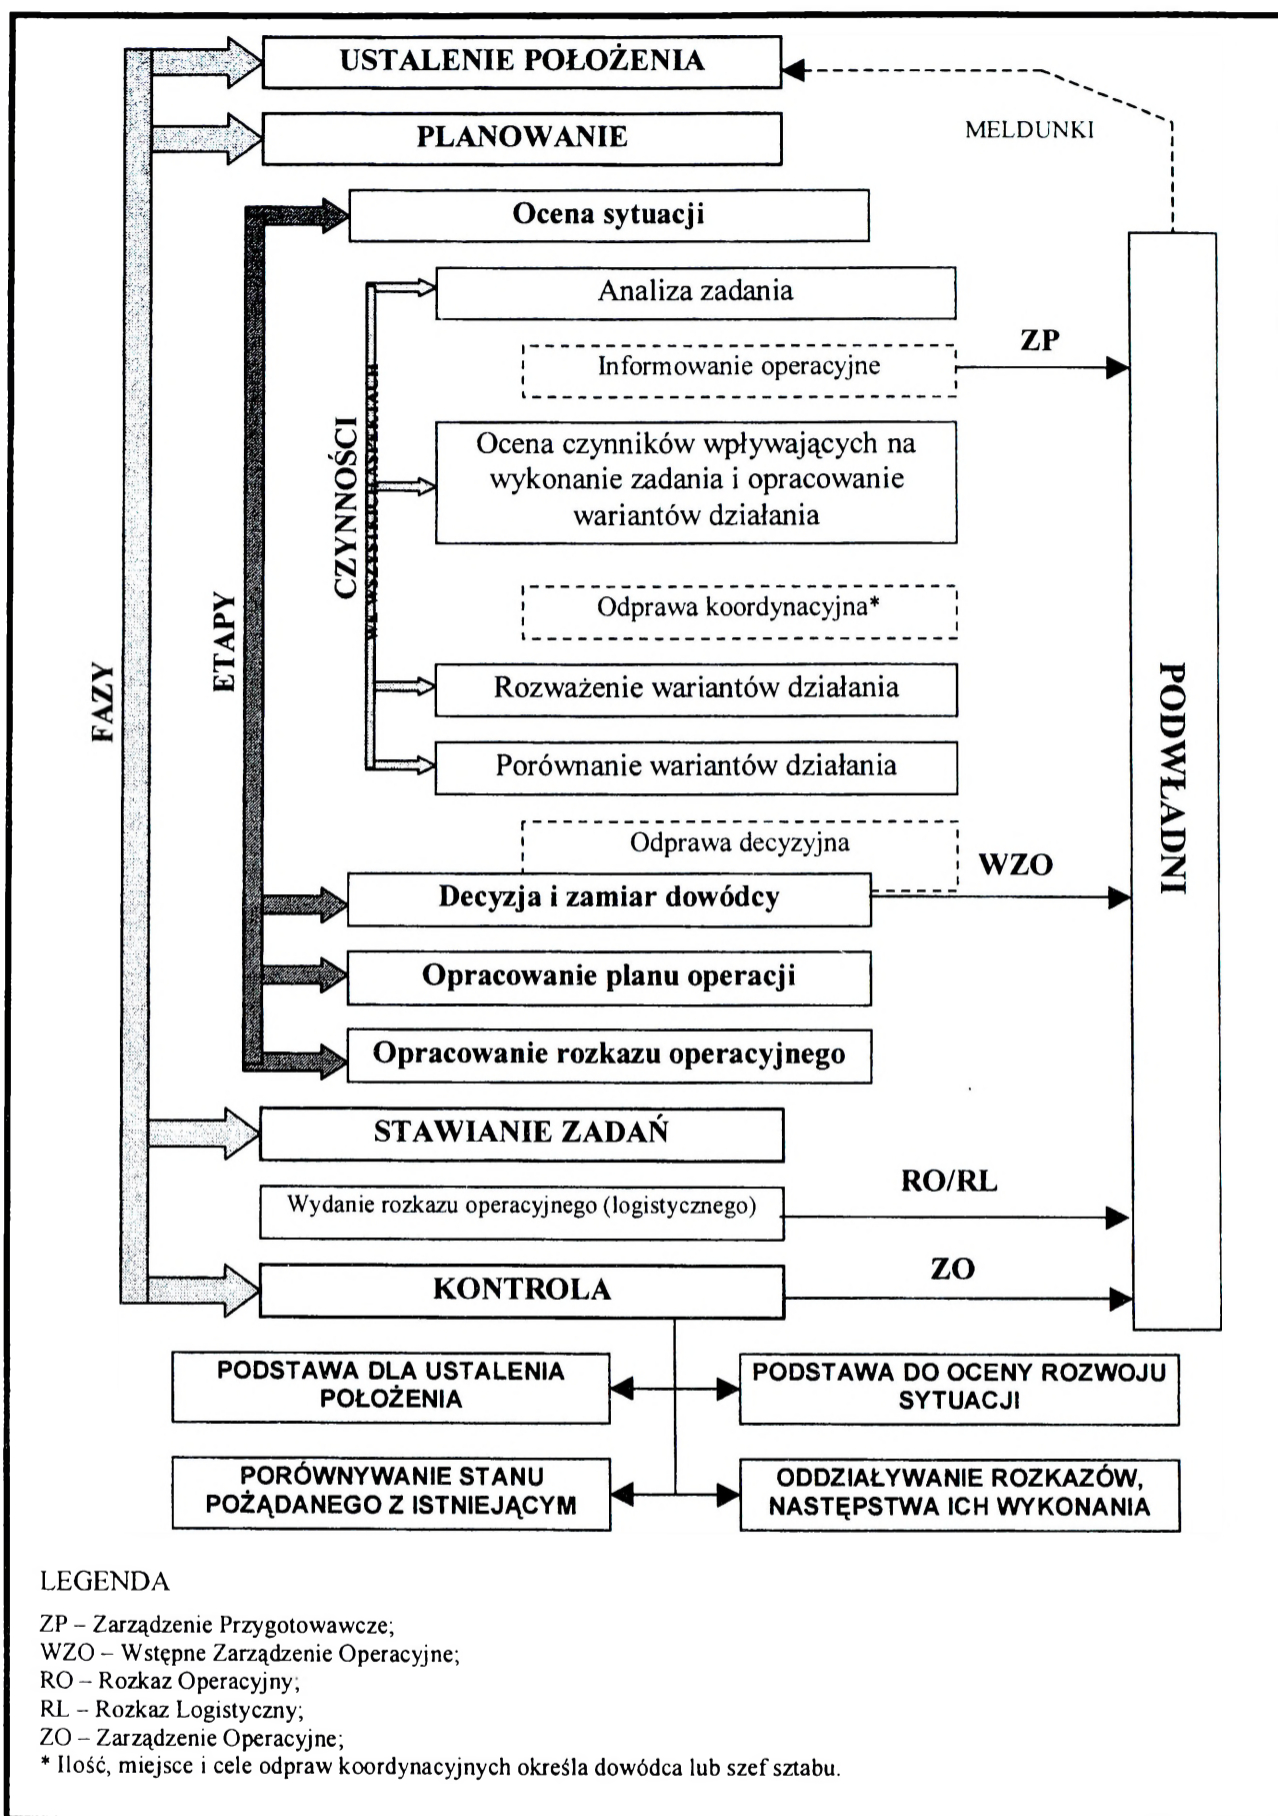 USTALENIE POŁOŻENIA
MELDUNKI
PLANOWANIE
Ocena sytuacji
Analiza zadania
ZP
Informowanie operacyjne
Ocena czynników wpływających na
wykonanie zadania i opracowanie
wariantów działania
CZYNNOŚCI
WE WSZYSTKICH ASPEKTACH
Odprawa koordynacyjna*
ETAPY
FAZY
Rozważenie wariantów działania
PODWŁADNI
Porównanie wariantów działania
Odprawa decyzyjna
WZO
Decyzja i zamiar dowódcy
Opracowanie planu operacji
Opracowanie rozkazu operacyjnego
STAWIANIE ZADAŃ
RO/RL
Wydanie rozkazu operacyjnego (logistycznego)
ZO
KONTROLA
PODSTAWA DLA USTALENIA
POŁOŻENIA
PODSTAWA DO OCENY ROZWOJU
SYTUACJI
PORÓWNYWANIE STANU
POŻĄDANEGO Z ISTNIEJĄCYM
ODDZIAŁYWANIE ROZKAZÓW,
NASTĘPSTWA ICH WYKONANIA
LEGENDA
ZP – Zarządzenie Przygotowawcze;
WZO – Wstępne Zarządzenie Operacyjne;
RO – Rozkaz Operacyjny;
RL – Rozkaz Logistyczny;
ZO – Zarządzenie Operacyjne;
* Ilość, miejsce i cele odpraw koordynacyjnych określa dowódca lub szef sztabu.